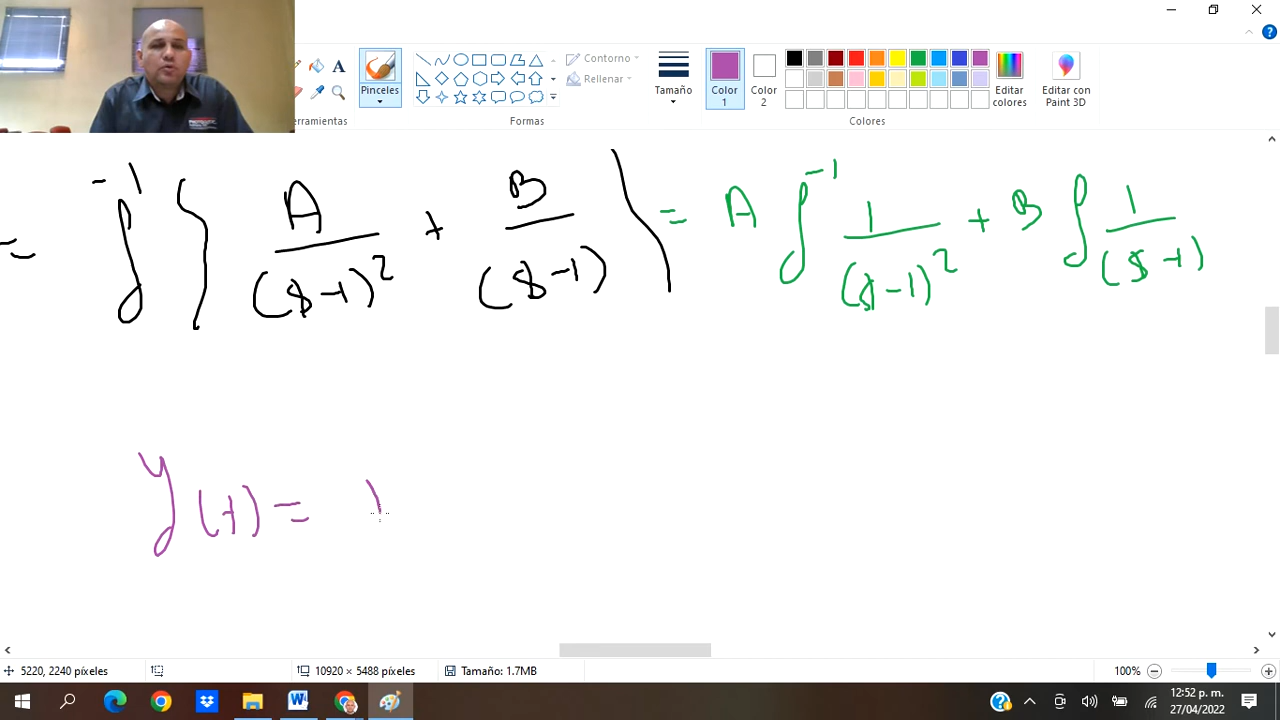 Contorno
Rellenar
Pinceles
Tamaño
Color 1
Color 2
Editar colores
Editar con Paint 3D
erramientas
Formas
Colores
= ℒ⁻¹ { A/(s-1)² + B/(s-1) } = A ℒ⁻¹ 1/(s-1)² + B ℒ 1/(s-1)
y(t) =
5220, 2240 píxeles
10920 × 5488 píxeles
Tamaño: 1.7MB
100%
12:52 p. m.
27/04/2022